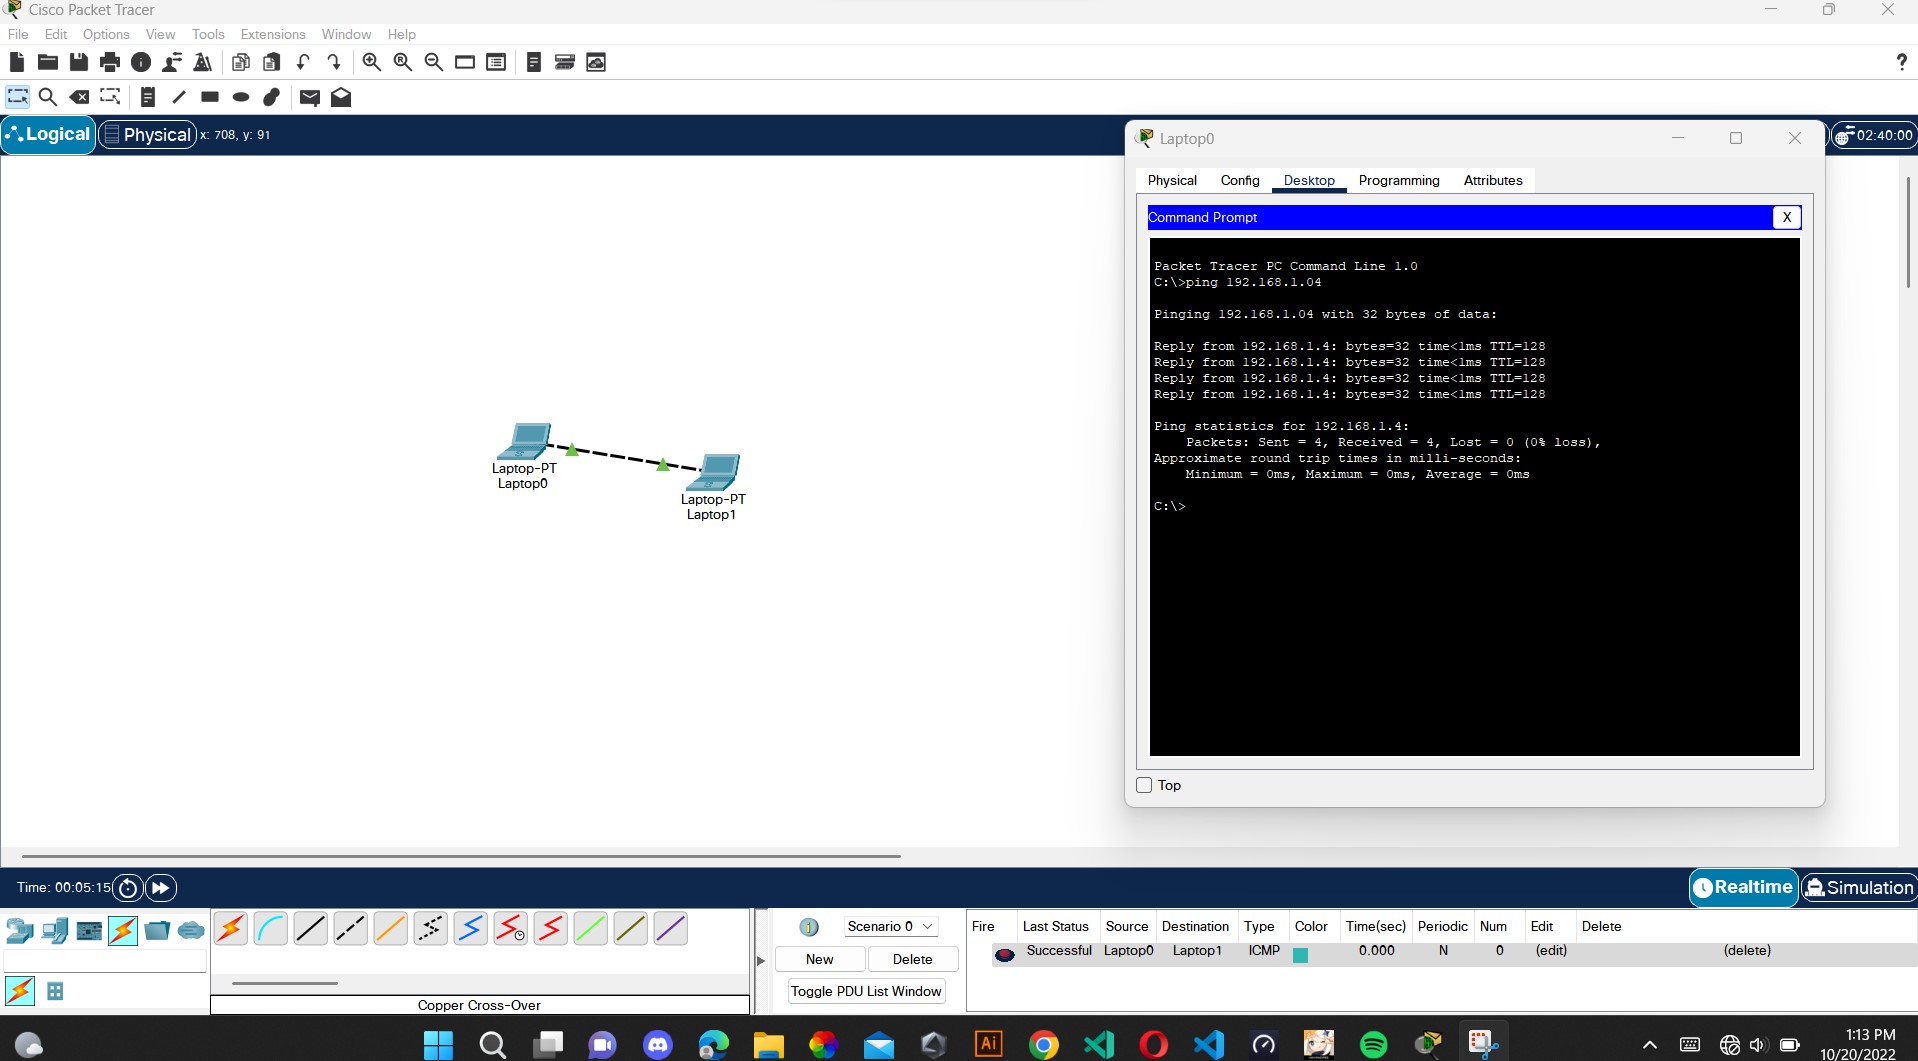 Cisco Packet Tracer
File Edit Options View Tools Extensions Window Help
?
Logical Physical x: 708, y: 91
02:40:00
Laptop0
Physical Config Desktop Programming Attributes
Command Prompt
X
Packet Tracer PC Command Line 1.0
C:\>ping 192.168.1.04
Pinging 192.168.1.04 with 32 bytes of data:
Reply from 192.168.1.4: bytes=32 time<1ms TTL=128
Reply from 192.168.1.4: bytes=32 time<1ms TTL=128
Reply from 192.168.1.4: bytes=32 time<1ms TTL=128
Reply from 192.168.1.4: bytes=32 time<1ms TTL=128
Ping statistics for 192.168.1.4:
Packets: Sent = 4, Received = 4, Lost = 0 (0% loss),
Approximate round trip times in milli-seconds:
Minimum = 0ms, Maximum = 0ms, Average = 0ms
C:\>
Top
Laptop-PT
Laptop0
Laptop-PT
Laptop1
Time: 00:05:15
Realtime Simulation
Scenario 0
New Delete
Toggle PDU List Window
Copper Cross-Over
Fire Last Status Source Destination Type Color Time(sec) Periodic Num Edit Delete
Successful Laptop0 Laptop1 ICMP 0.000 N 0 (edit) (delete)
Ai
1:13 PM
10/20/2022